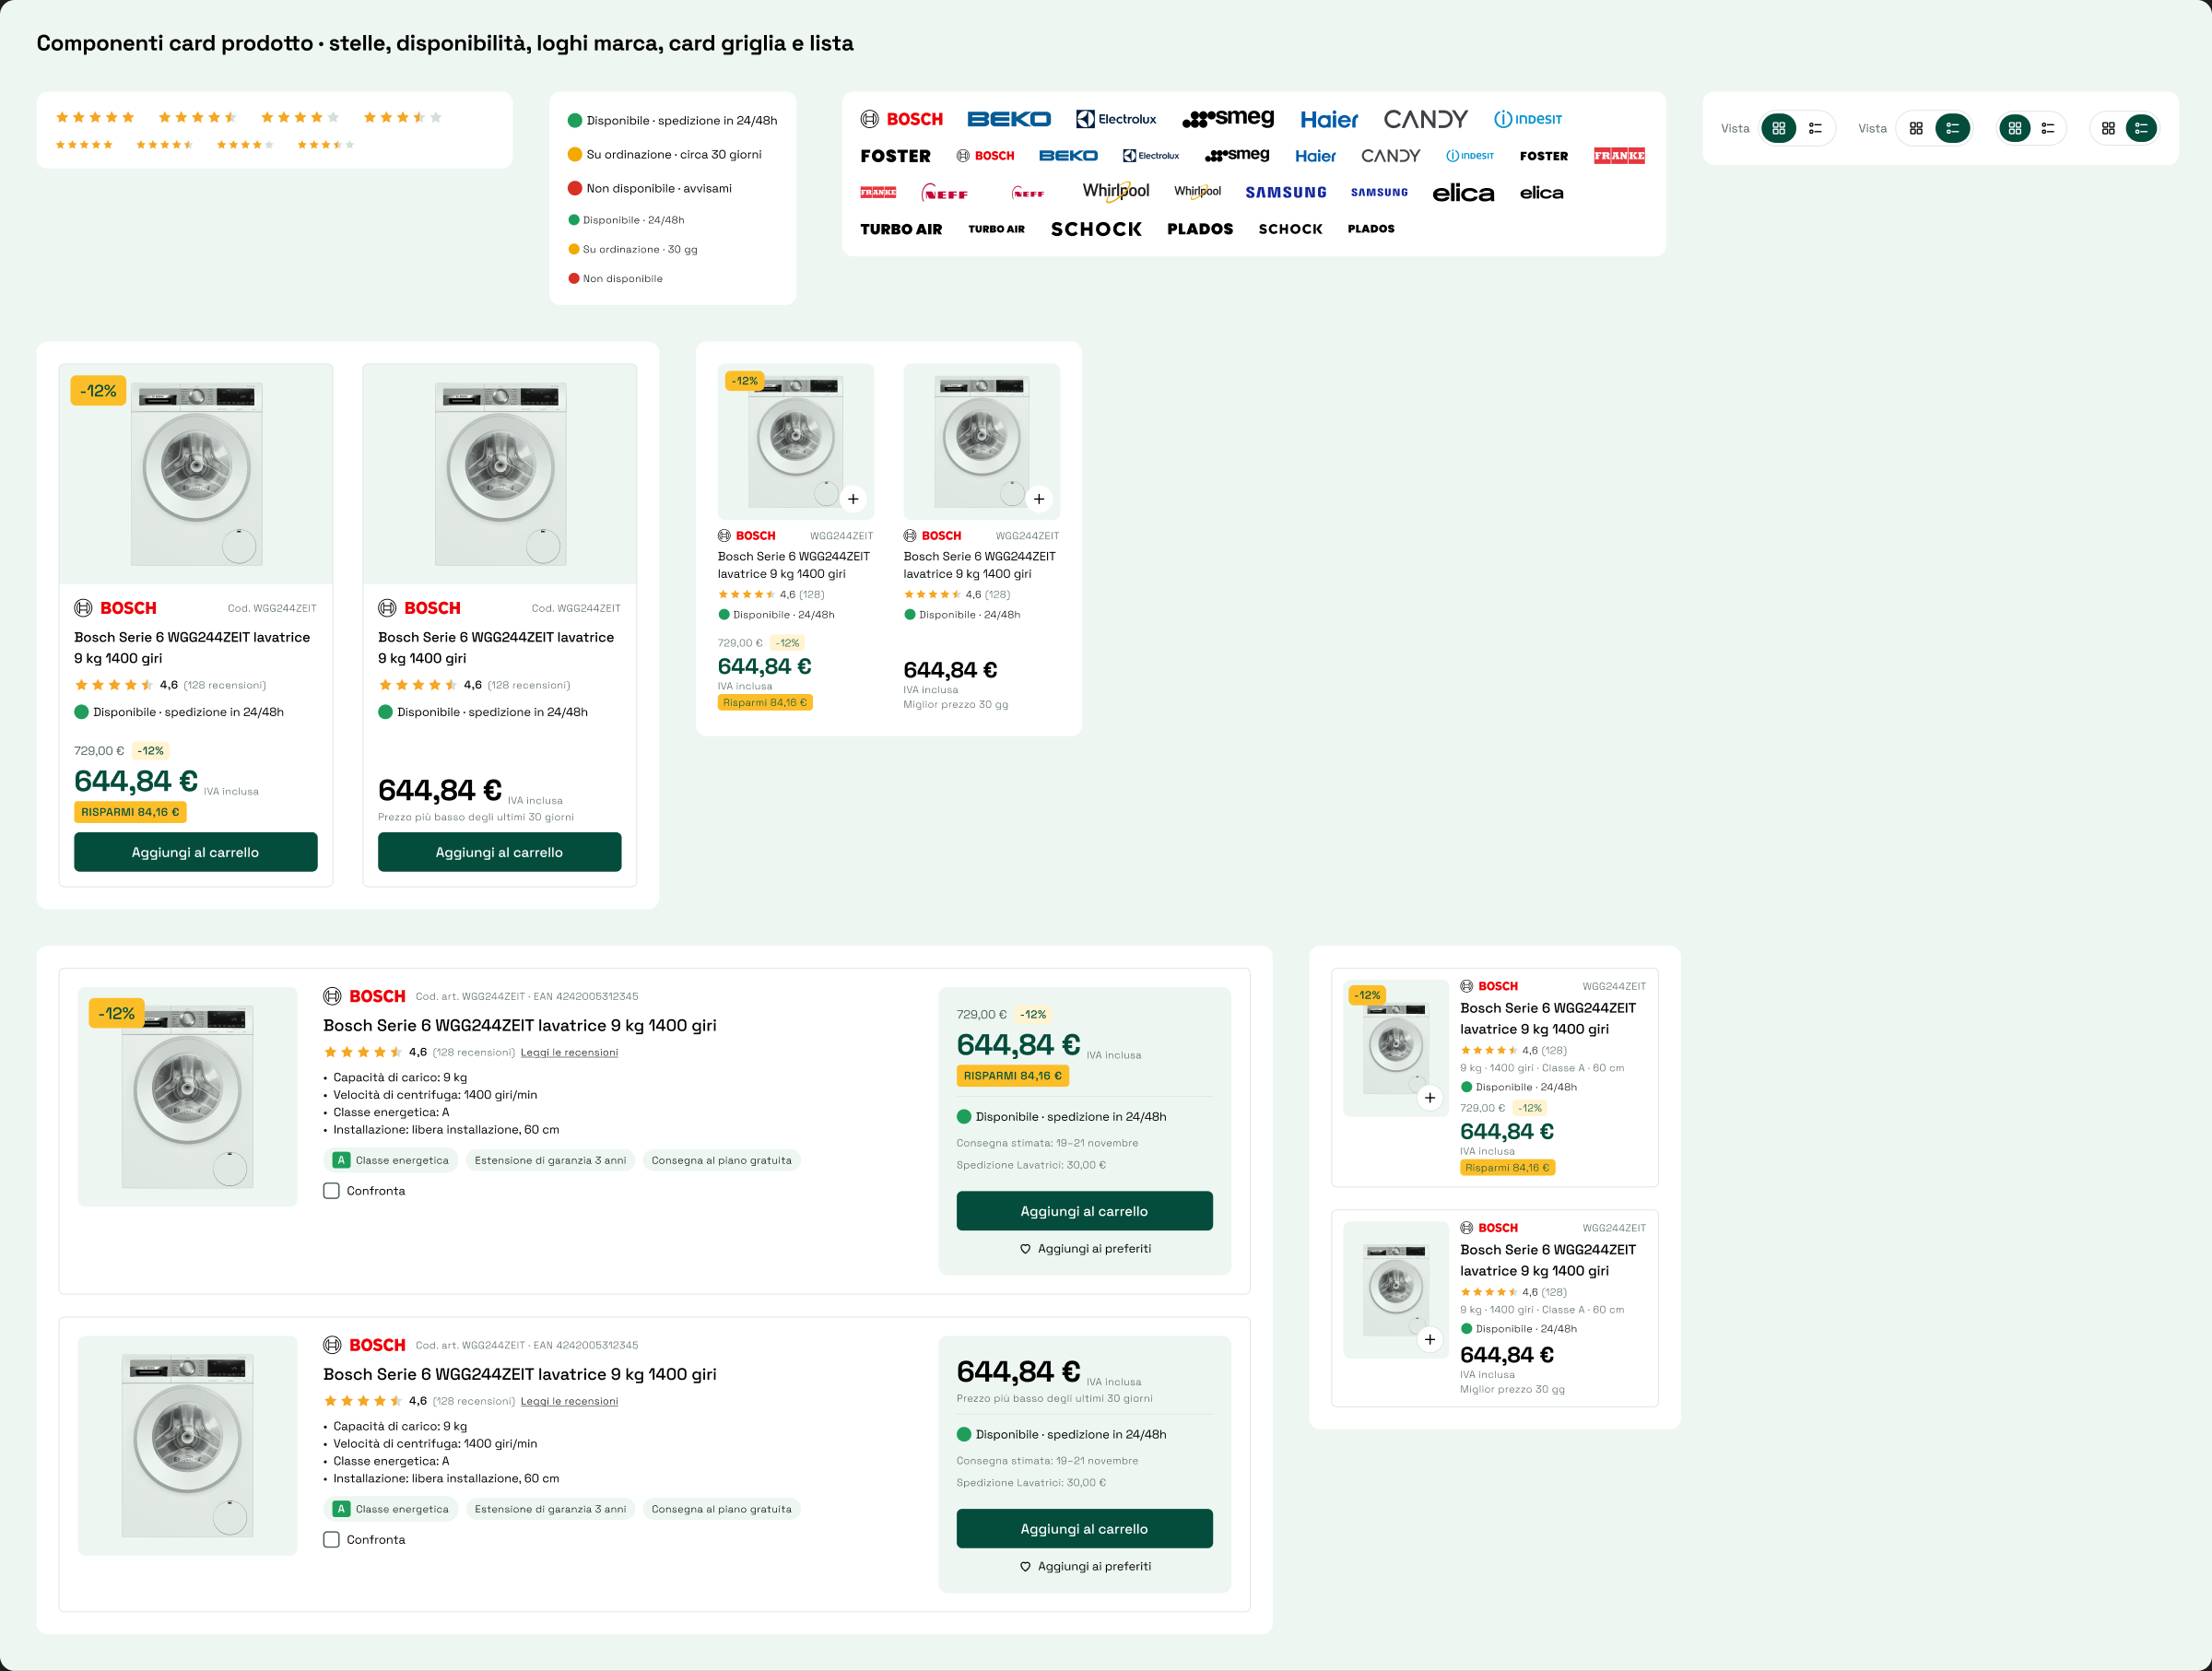 Componenti card prodotto · stelle, disponibilità, loghi marca, card griglia e lista
Disponibile · spedizione in 24/48h
Su ordinazione · circa 30 giorni
Non disponibile · avvisami
Disponibile · 24/48h
Su ordinazione · 30 gg
Non disponibile
BOSCH BEKO Electrolux smeg Haier CANDY INDESIT
FOSTER BOSCH BEKO Electrolux smeg Haier CANDY INDESIT FOSTER FRANKE
FRANKE NEFF NEFF Whirlpool Whirlpool SAMSUNG SAMSUNG elica elica
TURBO AIR TURBO AIR SCHOCK PLADOS SCHOCK PLADOS
Vista Vista
-12%
BOSCH Cod. WGG244ZEIT
Bosch Serie 6 WGG244ZEIT lavatrice
9 kg 1400 giri
4,6 (128 recensioni)
Disponibile · spedizione in 24/48h
729,00 € -12%
644,84 € IVA inclusa
RISPARMI 84,16 €
Aggiungi al carrello
BOSCH Cod. WGG244ZEIT
Bosch Serie 6 WGG244ZEIT lavatrice
9 kg 1400 giri
4,6 (128 recensioni)
Disponibile · spedizione in 24/48h
644,84 € IVA inclusa
Prezzo più basso degli ultimi 30 giorni
Aggiungi al carrello
-12%
BOSCH WGG244ZEIT
Bosch Serie 6 WGG244ZEIT
lavatrice 9 kg 1400 giri
4,6 (128)
Disponibile · 24/48h
729,00 € -12%
644,84 €
IVA inclusa
Risparmi 84,16 €
BOSCH WGG244ZEIT
Bosch Serie 6 WGG244ZEIT
lavatrice 9 kg 1400 giri
4,6 (128)
Disponibile · 24/48h
644,84 €
IVA inclusa
Miglior prezzo 30 gg
-12%
BOSCH Cod. art. WGG244ZEIT · EAN 4242005312345
Bosch Serie 6 WGG244ZEIT lavatrice 9 kg 1400 giri
4,6 (128 recensioni) Leggi le recensioni
• Capacità di carico: 9 kg
• Velocità di centrifuga: 1400 giri/min
• Classe energetica: A
• Installazione: libera installazione, 60 cm
A Classe energetica Estensione di garanzia 3 anni Consegna al piano gratuita
Confronta
729,00 € -12%
644,84 € IVA inclusa
RISPARMI 84,16 €
Disponibile · spedizione in 24/48h
Consegna stimata: 19–21 novembre
Spedizione Lavatrici: 30,00 €
Aggiungi al carrello
Aggiungi ai preferiti
BOSCH Cod. art. WGG244ZEIT · EAN 4242005312345
Bosch Serie 6 WGG244ZEIT lavatrice 9 kg 1400 giri
4,6 (128 recensioni) Leggi le recensioni
• Capacità di carico: 9 kg
• Velocità di centrifuga: 1400 giri/min
• Classe energetica: A
• Installazione: libera installazione, 60 cm
A Classe energetica Estensione di garanzia 3 anni Consegna al piano gratuita
Confronta
644,84 € IVA inclusa
Prezzo più basso degli ultimi 30 giorni
Disponibile · spedizione in 24/48h
Consegna stimata: 19–21 novembre
Spedizione Lavatrici: 30,00 €
Aggiungi al carrello
Aggiungi ai preferiti
-12%
BOSCH WGG244ZEIT
Bosch Serie 6 WGG244ZEIT
lavatrice 9 kg 1400 giri
4,6 (128)
9 kg · 1400 giri · Classe A · 60 cm
Disponibile · 24/48h
729,00 € -12%
644,84 €
IVA inclusa
Risparmi 84,16 €
BOSCH WGG244ZEIT
Bosch Serie 6 WGG244ZEIT
lavatrice 9 kg 1400 giri
4,6 (128)
9 kg · 1400 giri · Classe A · 60 cm
Disponibile · 24/48h
644,84 €
IVA inclusa
Miglior prezzo 30 gg